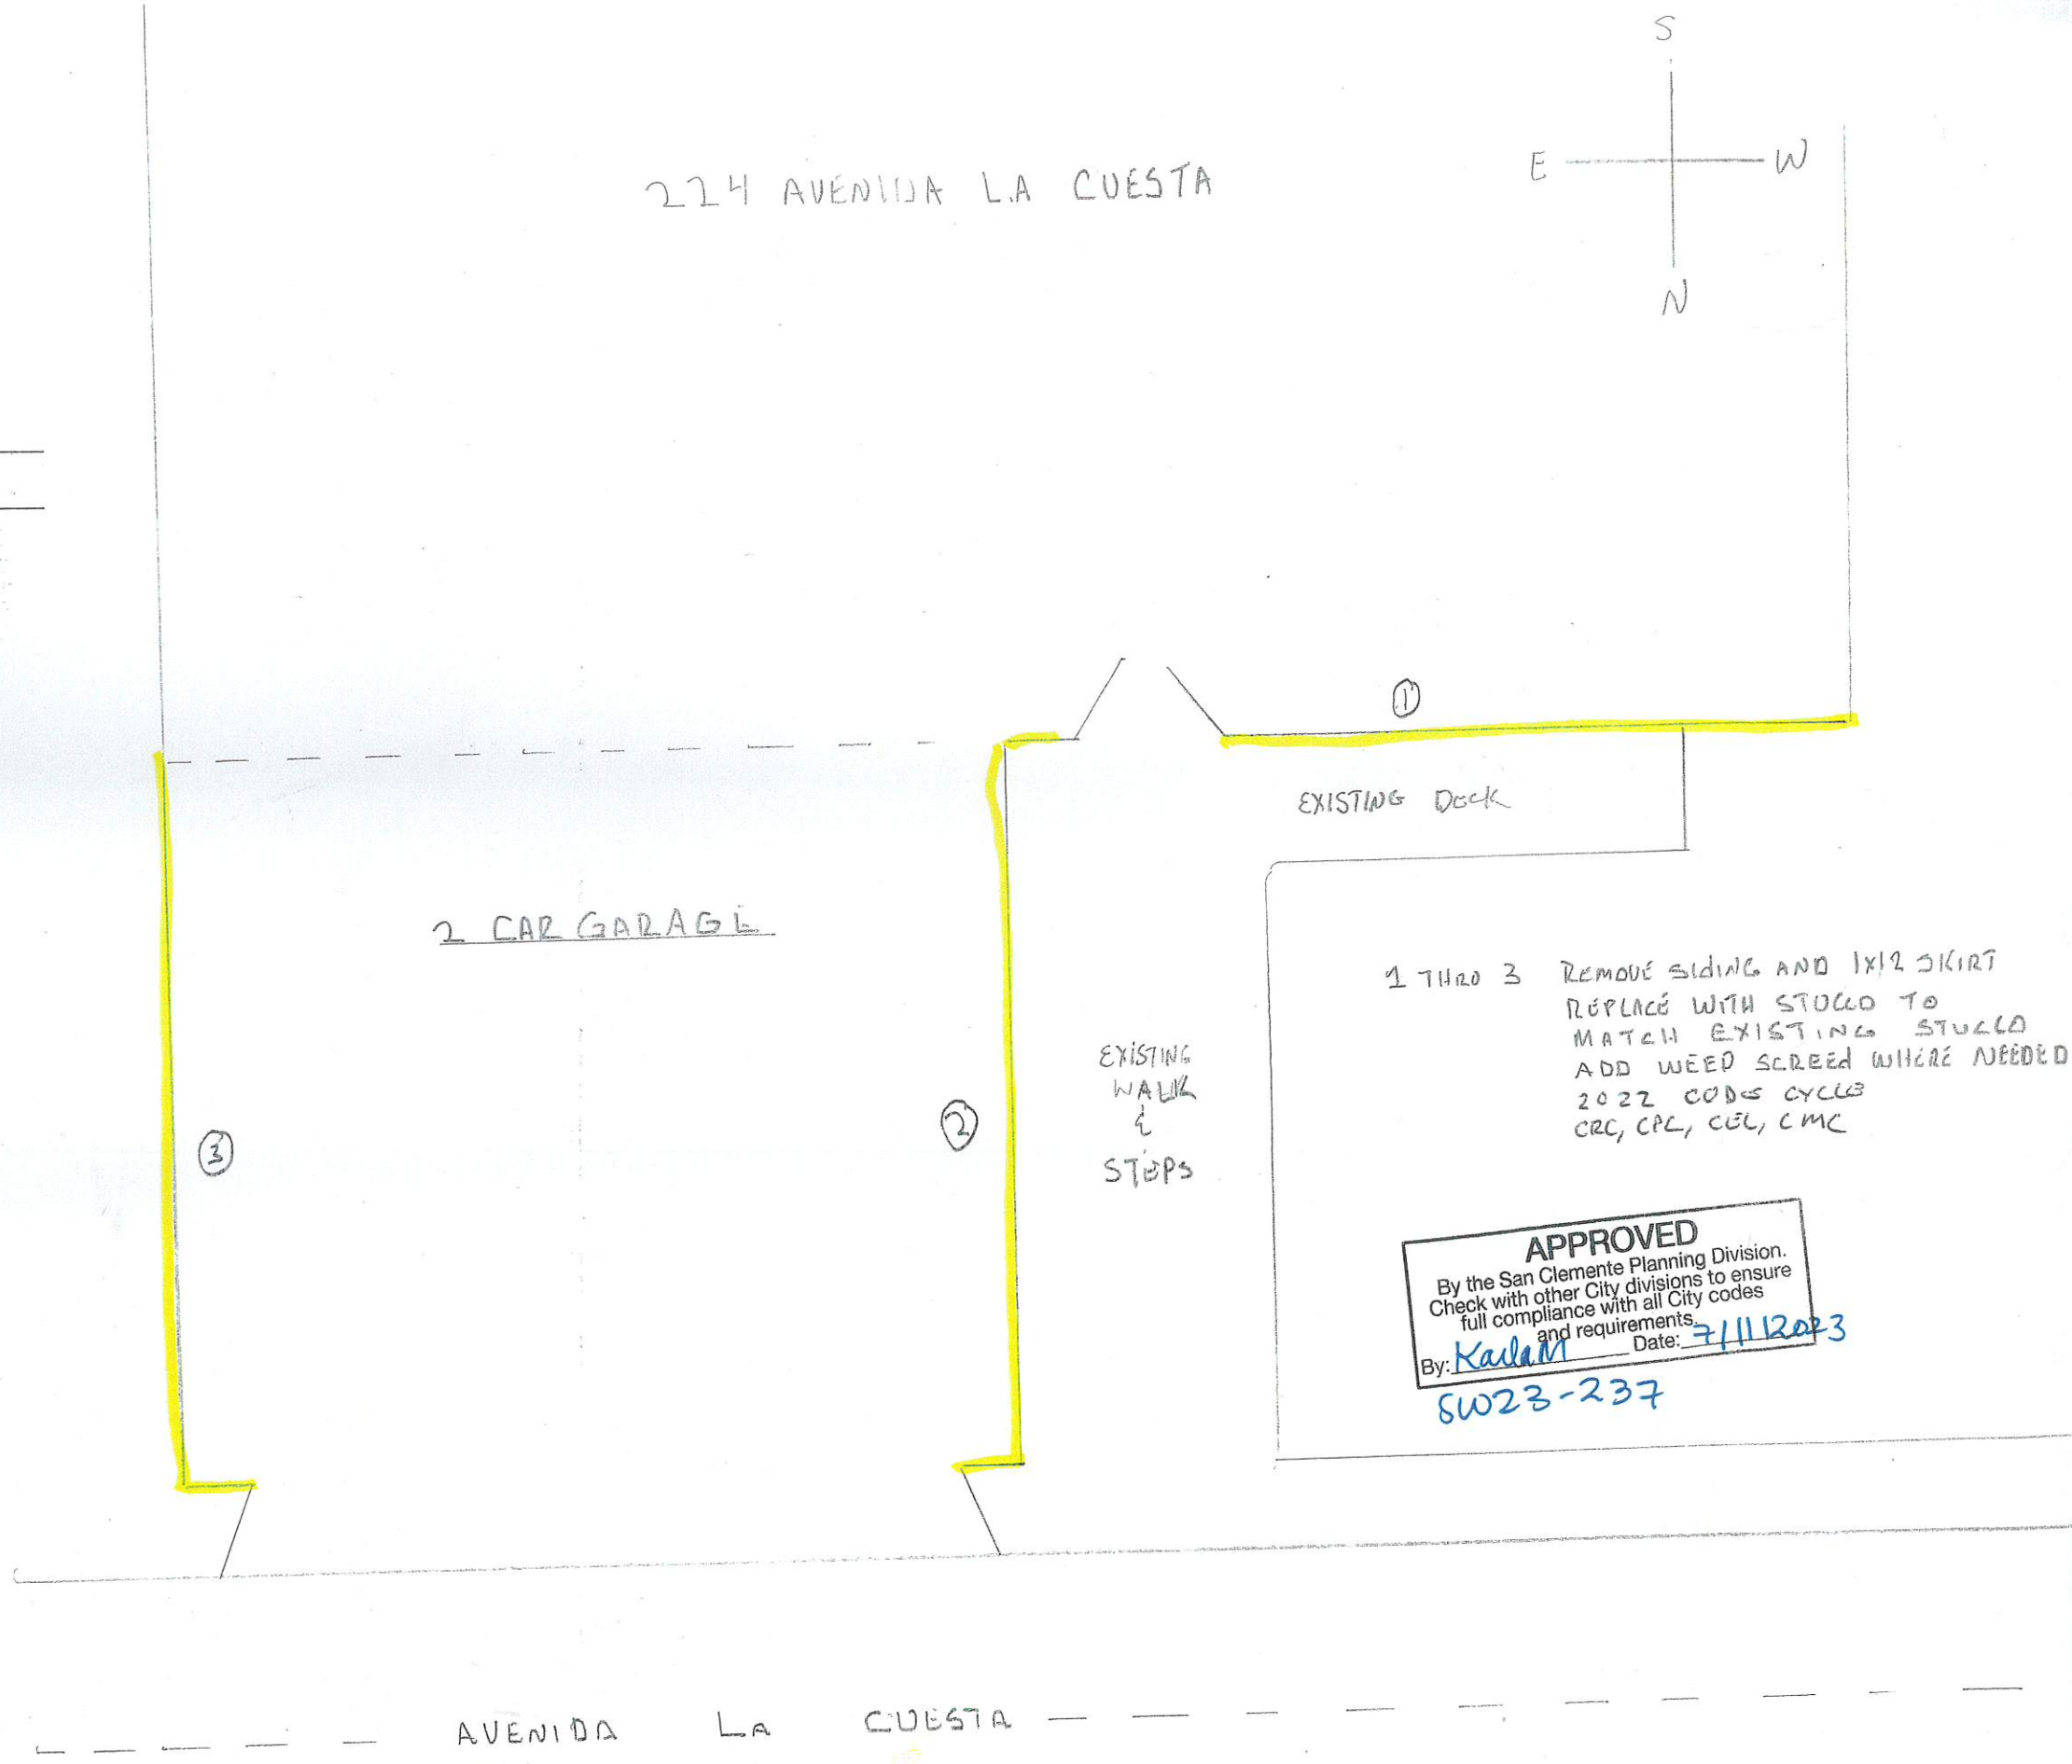 S
E
W
N
224 AVENIDA LA CUESTA
①
EXISTING DECK
2 CAR GARAGE
1 THRO 3 REMOVE SIDING AND 1X12 SKIRT
REPLACE WITH STUCCO TO
MATCH EXISTING STUCCO
ADD WEEP SCREED WHERE NEEDED
2022 CODES CYCLE
CRC, CPC, CEC, CMC
EXISTING
WALK
&
STEPS
②
③
APPROVED
By the San Clemente Planning Division.
Check with other City divisions to ensure
full compliance with all City codes
and requirements.
By: Karla M Date: 7/11/2023
SW23-237
AVENIDA LA CUESTA